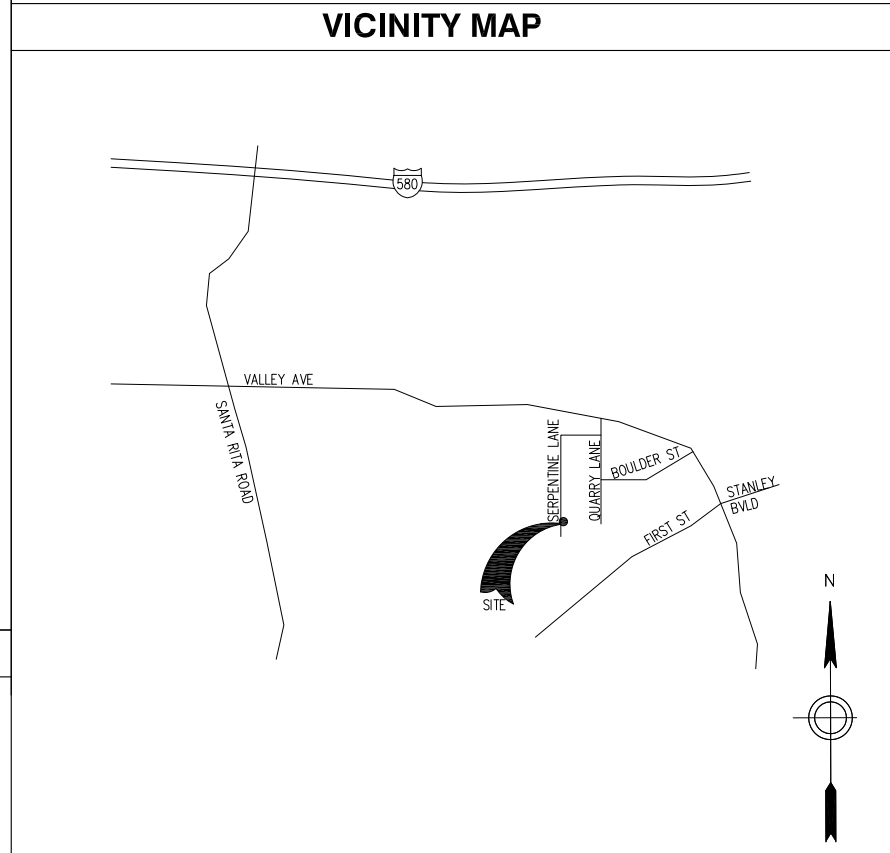 VICINITY MAP
580
VALLEY AVE
SANTA RITA ROAD
SERPENTINE LANE
QUARRY LANE
BOULDER ST
STANLEY
BVLD
FIRST ST
SITE
N